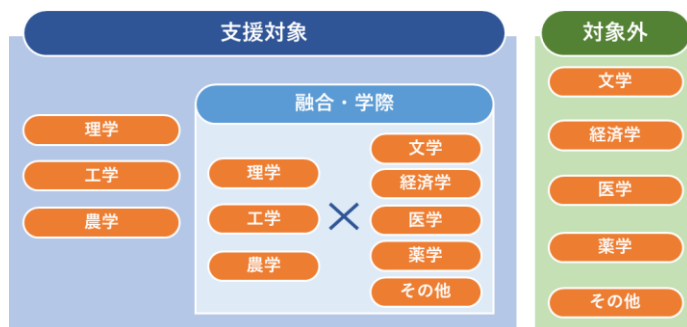 支援対象
理学
工学
農学
融合・学際
理学
工学
農学
×
文学
経済学
医学
薬学
その他
対象外
文学
経済学
医学
薬学
その他